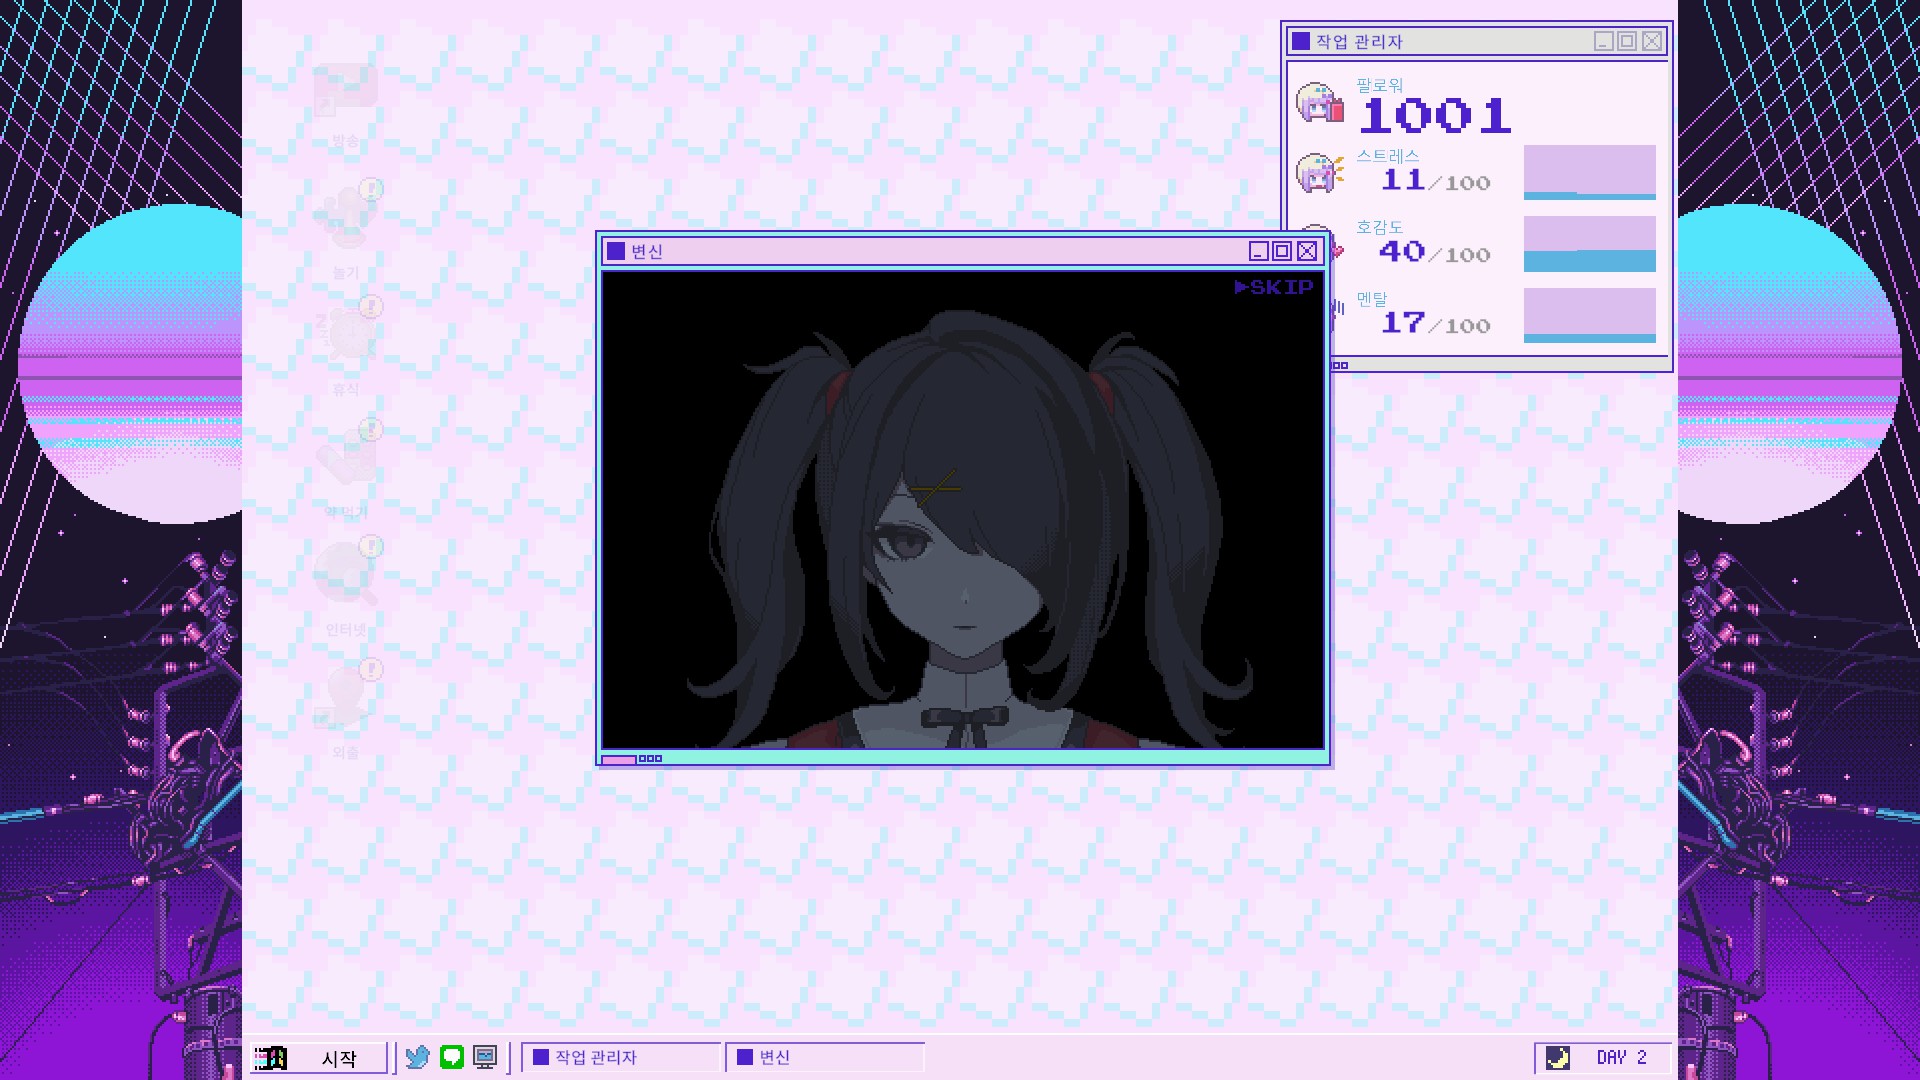 작업 관리자
팔로워
1001
스트레스
11/100
호감도
40/100
멘탈
17/100
변신
▶SKIP
방송
놀기
휴식
약 먹기
인터넷
외출
시작
작업 관리자
변신
DAY 2